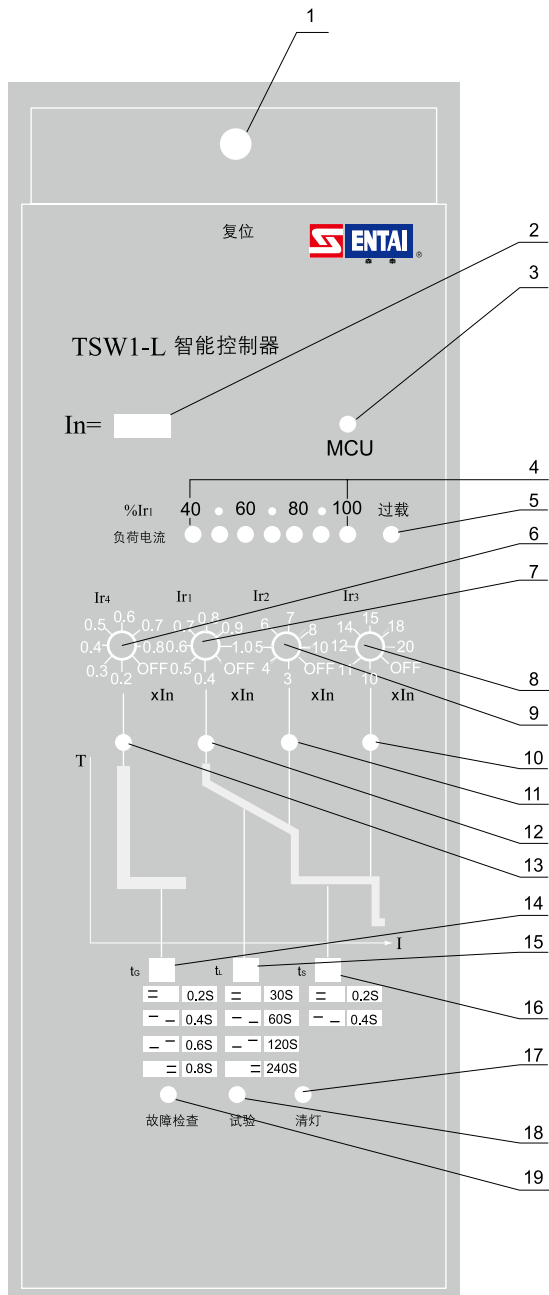 1
复位
ENTAI
森泰 ®
2
3
TSW1-L 智能控制器
In=
MCU
4
%Ir1 40 60 80 100 过载
5
负荷电流
6
7
Ir4 Ir1 Ir2 Ir3
0.2 0.3 0.4 0.5 0.6 0.7 0.8 OFF
0.4 0.5 0.6 0.7 0.8 0.9 1.0 OFF
3 4 5 6 7 8 10 OFF
10 11 12 14 15 18 20 OFF
8
9
xIn xIn xIn xIn
10
T
11
12
13
14
I
15
tG tL tS
0.2S 30S 0.2S
16
0.4S 60S 0.4S
0.6S 120S
0.8S 240S
17
故障检查 试验 清灯
18
19